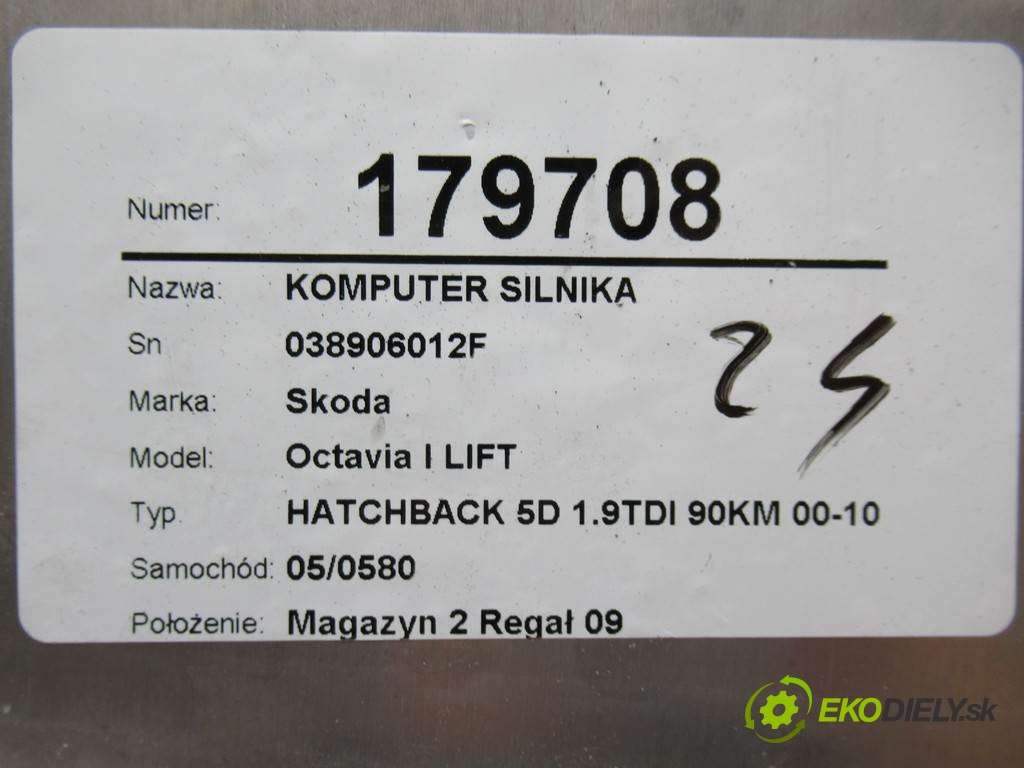 Numer: 179708
Nazwa: KOMPUTER SILNIKA
Sn 038906012F
Marka: Skoda
Model: Octavia I LIFT
Typ HATCHBACK 5D 1.9TDI 90KM 00-10
Samochód: 05/0580
Położenie: Magazyn 2 Regał 09
EKODIELY.sk